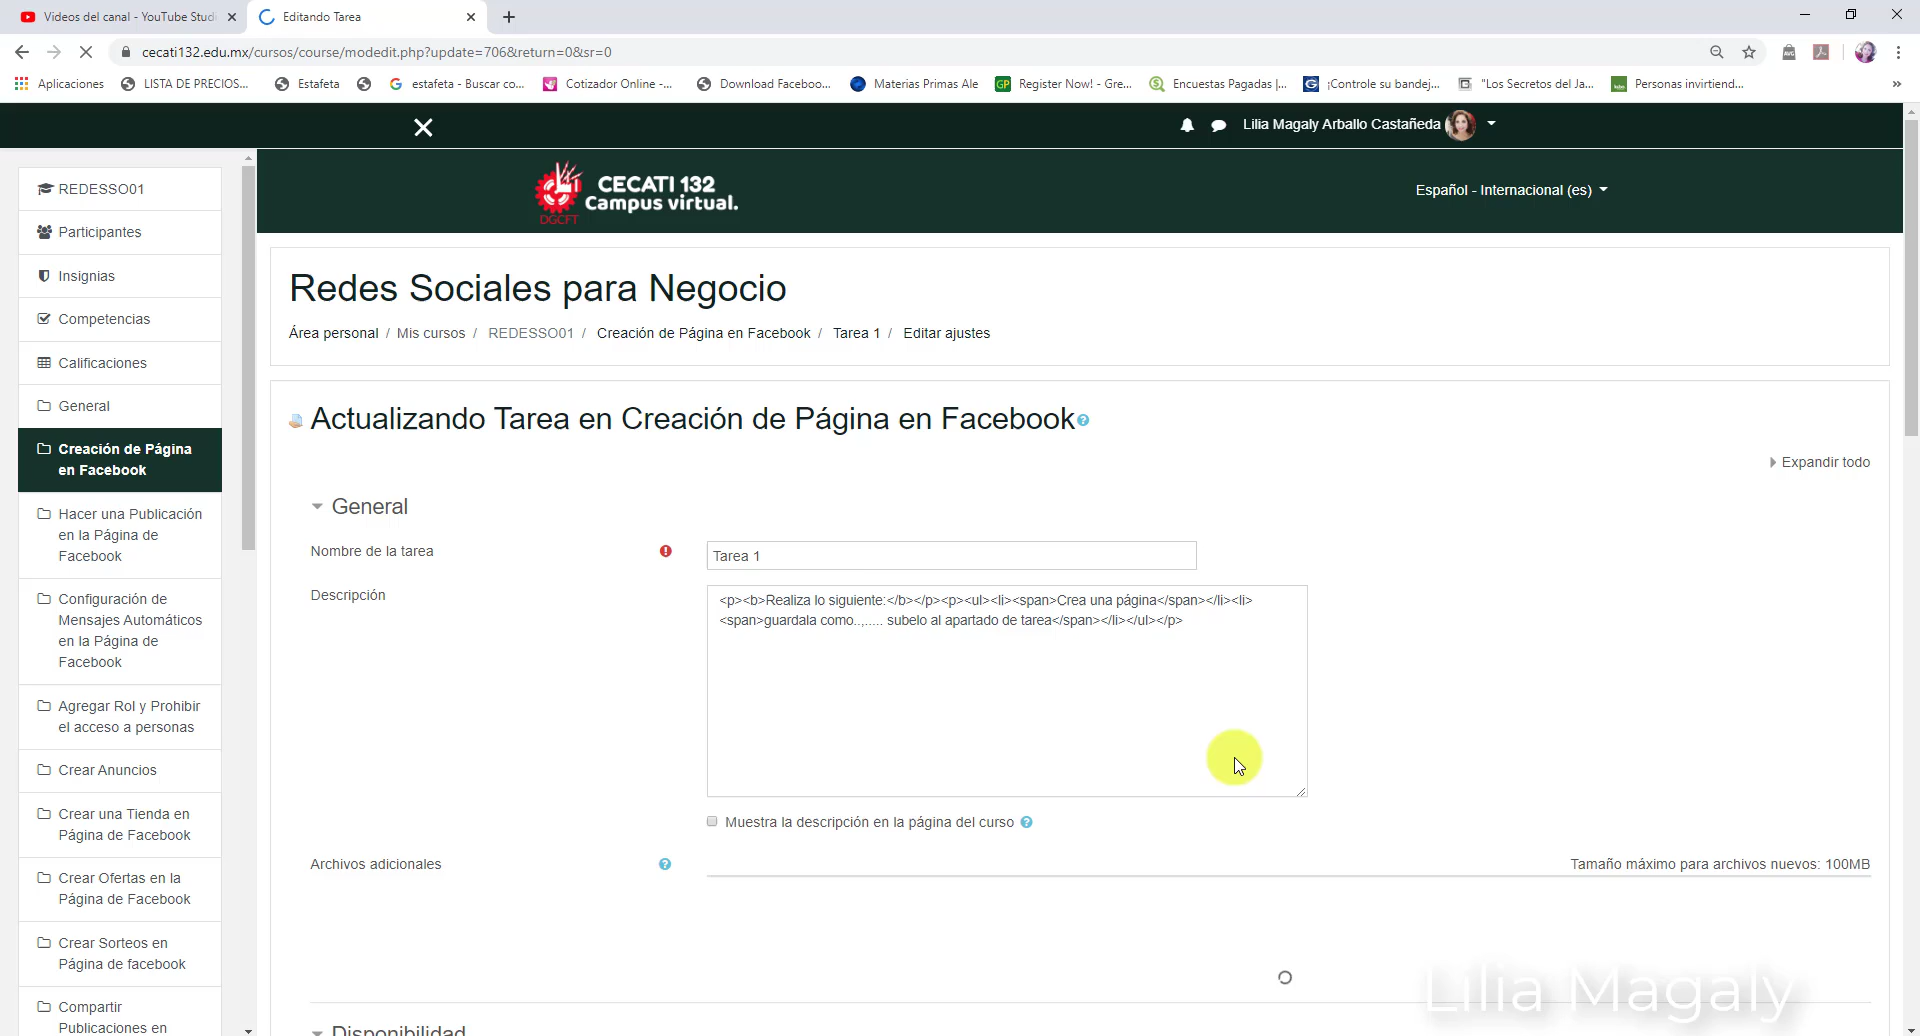 Videos del canal - YouTube Studi
Editando Tarea
cecati132.edu.mx/cursos/course/modedit.php?update=706&return=0&sr=0
Aplicaciones
LISTA DE PRECIOS...
Estafeta
estafeta - Buscar co...
Cotizador Online -...
Download Faceboo...
Materias Primas Ale
Register Now! - Gre...
Encuestas Pagadas |...
¡Controle su bandej...
"Los Secretos del Ja...
Personas invirtiend...
Lilia Magaly Arballo Castañeda
CECATI 132
Campus virtual.
DGCFT
Español - Internacional (es)
REDESSO01
Participantes
Insignias
Competencias
Calificaciones
General
Creación de Página
en Facebook
Hacer una Publicación
en la Página de
Facebook
Configuración de
Mensajes Automáticos
en la Página de
Facebook
Agregar Rol y Prohibir
el acceso a personas
Crear Anuncios
Crear una Tienda en
Página de Facebook
Crear Ofertas en la
Página de Facebook
Crear Sorteos en
Página de facebook
Compartir
Publicaciones en
Redes Sociales para Negocio
Área personal / Mis cursos / REDESSO01 / Creación de Página en Facebook / Tarea 1 / Editar ajustes
Actualizando Tarea en Creación de Página en Facebook
Expandir todo
General
Nombre de la tarea
Tarea 1
Descripción
<p><b>Realiza lo siguiente:</b></p><p><ul><li><span>Crea una página</span></li><li>
<span>guardala como..,..... subelo al apartado de tarea</span></li></ul></p>
Muestra la descripción en la página del curso
Archivos adicionales
Tamaño máximo para archivos nuevos: 100MB
Disponibilidad
Lilia Magaly